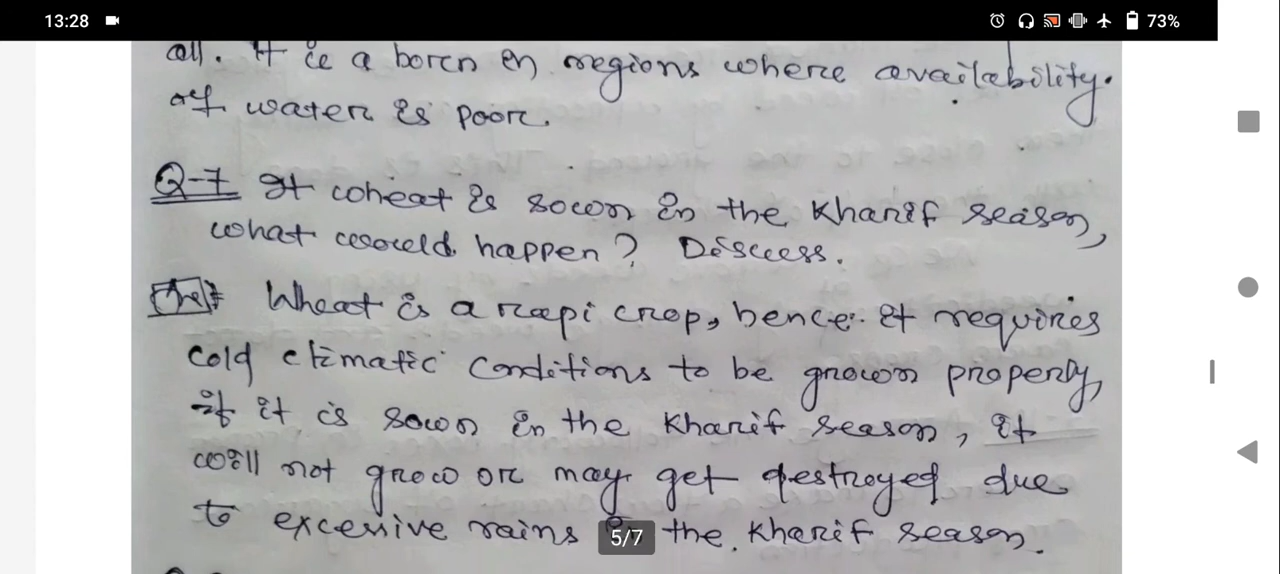 13:28
73%
all. It is a boren in regions where availability.
of water is poor.
Q-7 If wheat is sown in the Kharif season,
what would happen? Discuss.
Ans: Wheat is a rapi crop, hence it requires
cold climatic conditions to be grown properly,
if it is sown in the Kharif season, it
will not grow or may get destroyed due
to excessive rains in the Kharif season.
5/7